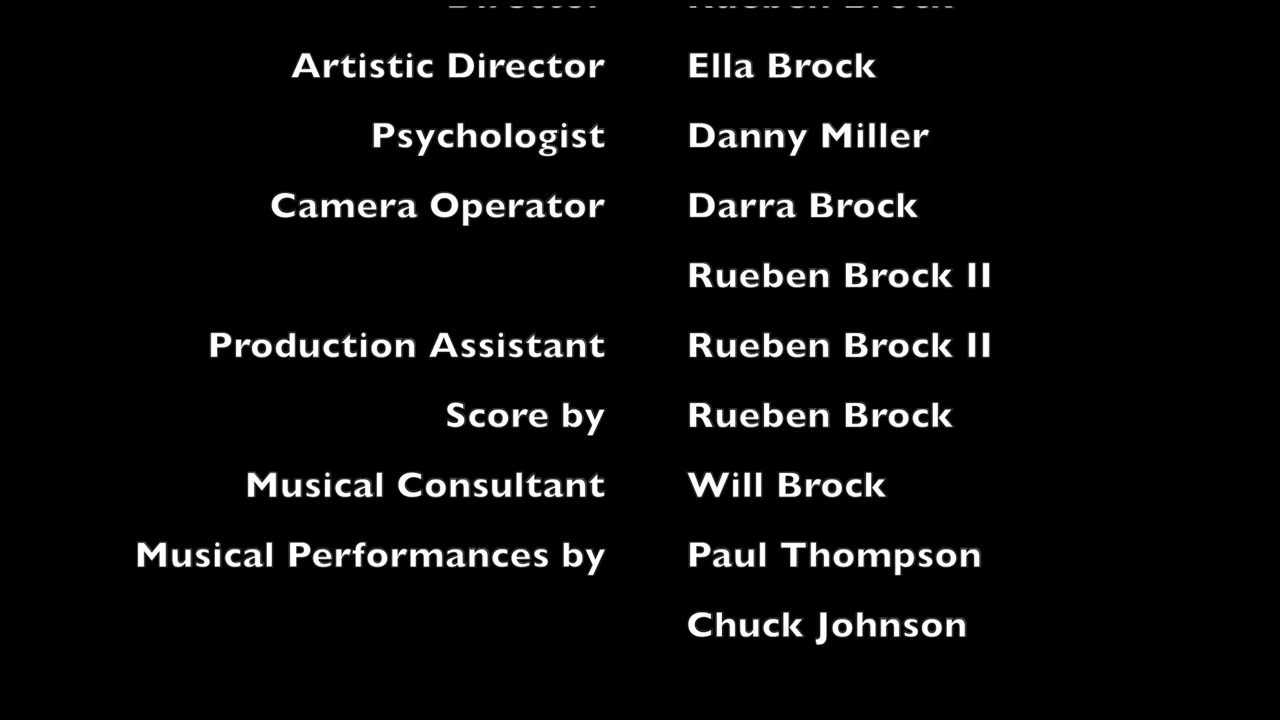 Artistic Director Ella Brock
Psychologist Danny Miller
Camera Operator Darra Brock
Rueben Brock II
Production Assistant Rueben Brock II
Score by Rueben Brock
Musical Consultant Will Brock
Musical Performances by Paul Thompson
Chuck Johnson